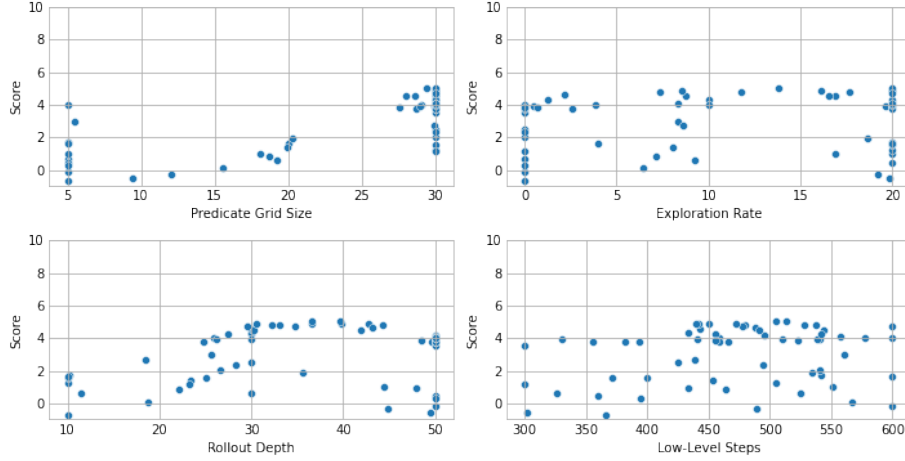 10
8
6
4
2
0
Score
5 10 15 20 25 30
Predicate Grid Size
10
8
6
4
2
0
Score
0 5 10 15 20
Exploration Rate
10
8
6
4
2
0
Score
10 20 30 40 50
Rollout Depth
10
8
6
4
2
0
Score
300 350 400 450 500 550 600
Low-Level Steps